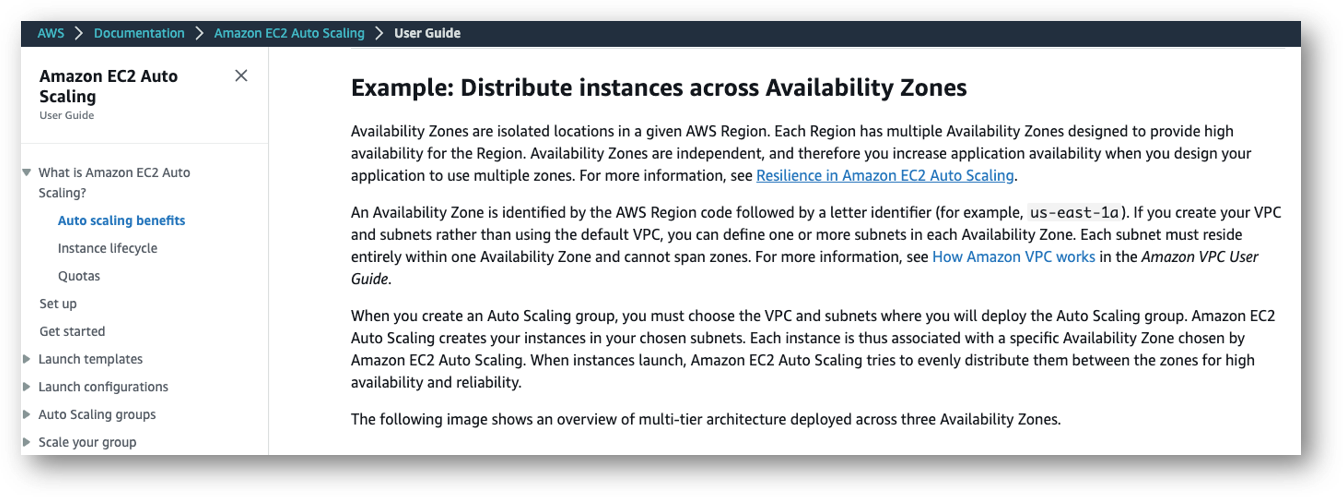 AWS > Documentation > Amazon EC2 Auto Scaling > User Guide
Amazon EC2 Auto
Scaling
User Guide
What is Amazon EC2 Auto
Scaling?
Auto scaling benefits
Instance lifecycle
Quotas
Set up
Get started
Launch templates
Launch configurations
Auto Scaling groups
Scale your group
Example: Distribute instances across Availability Zones
Availability Zones are isolated locations in a given AWS Region. Each Region has multiple Availability Zones designed to provide high
availability for the Region. Availability Zones are independent, and therefore you increase application availability when you design your
application to use multiple zones. For more information, see Resilience in Amazon EC2 Auto Scaling.
An Availability Zone is identified by the AWS Region code followed by a letter identifier (for example, us-east-1a). If you create your VPC
and subnets rather than using the default VPC, you can define one or more subnets in each Availability Zone. Each subnet must reside
entirely within one Availability Zone and cannot span zones. For more information, see How Amazon VPC works in the Amazon VPC User
Guide.
When you create an Auto Scaling group, you must choose the VPC and subnets where you will deploy the Auto Scaling group. Amazon EC2
Auto Scaling creates your instances in your chosen subnets. Each instance is thus associated with a specific Availability Zone chosen by
Amazon EC2 Auto Scaling. When instances launch, Amazon EC2 Auto Scaling tries to evenly distribute them between the zones for high
availability and reliability.
The following image shows an overview of multi-tier architecture deployed across three Availability Zones.